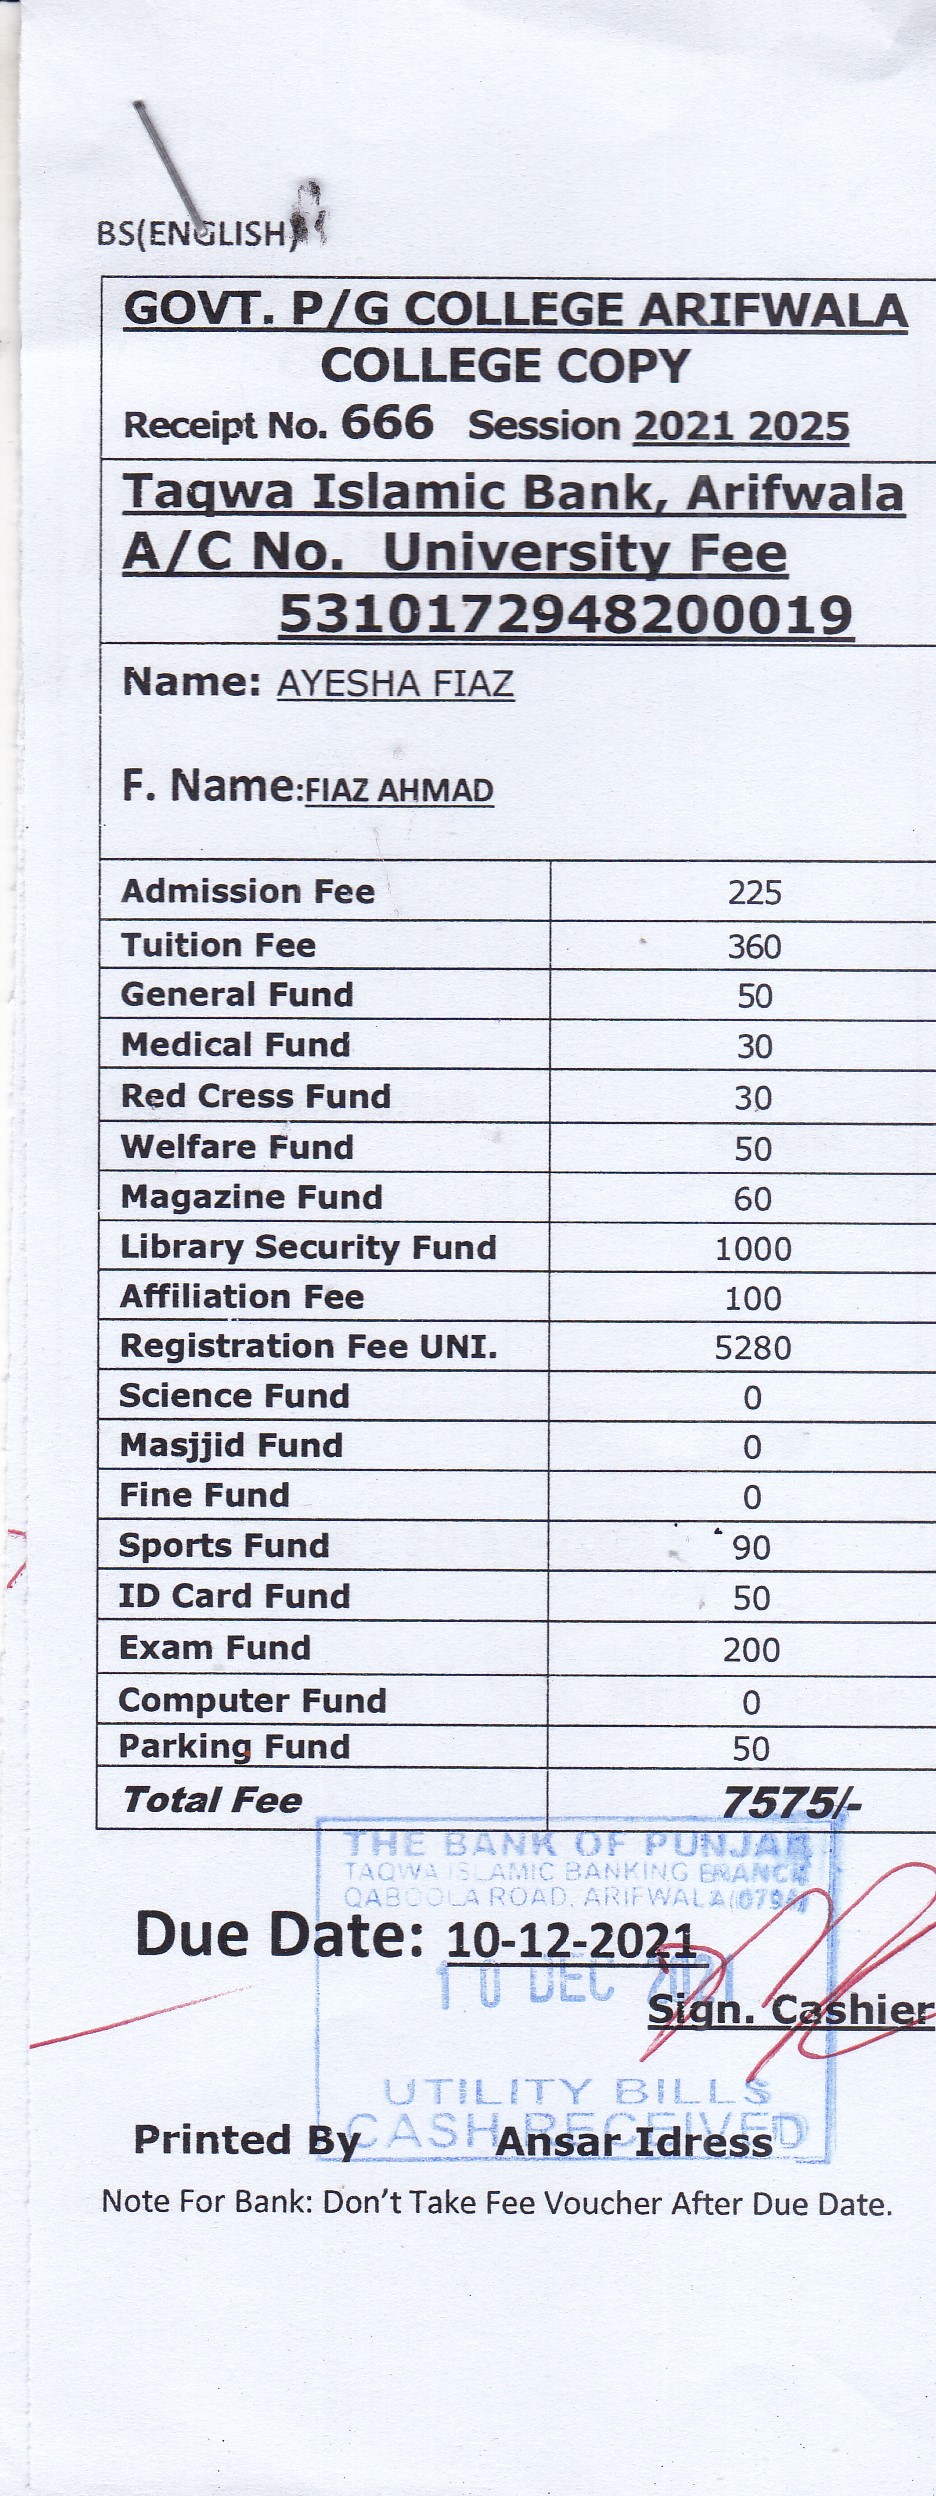 BS(ENGLISH)
GOVT. P/G COLLEGE ARIFWALA
COLLEGE COPY
Receipt No. 666 Session 2021 2025
Taqwa Islamic Bank, Arifwala
A/C No. University Fee
5310172948200019
Name: AYESHA FIAZ
F. Name:FIAZ AHMAD
Admission Fee 225
Tuition Fee 360
General Fund 50
Medical Fund 30
Red Cress Fund 30
Welfare Fund 50
Magazine Fund 60
Library Security Fund 1000
Affiliation Fee 100
Registration Fee UNI. 5280
Science Fund 0
Masjjid Fund 0
Fine Fund 0
Sports Fund 90
ID Card Fund 50
Exam Fund 200
Computer Fund 0
Parking Fund 50
Total Fee 7575/-
THE BANK OF PUNJAB
TAQWA ISLAMIC BANKING BRANCH
QABOOLA ROAD, ARIFWALA
Due Date: 10-12-2021
10 DEC 2021
Sign. Cashier
UTILITY BILLS
CASH RECEIVED
Printed By Ansar Idress
Note For Bank: Don't Take Fee Voucher After Due Date.